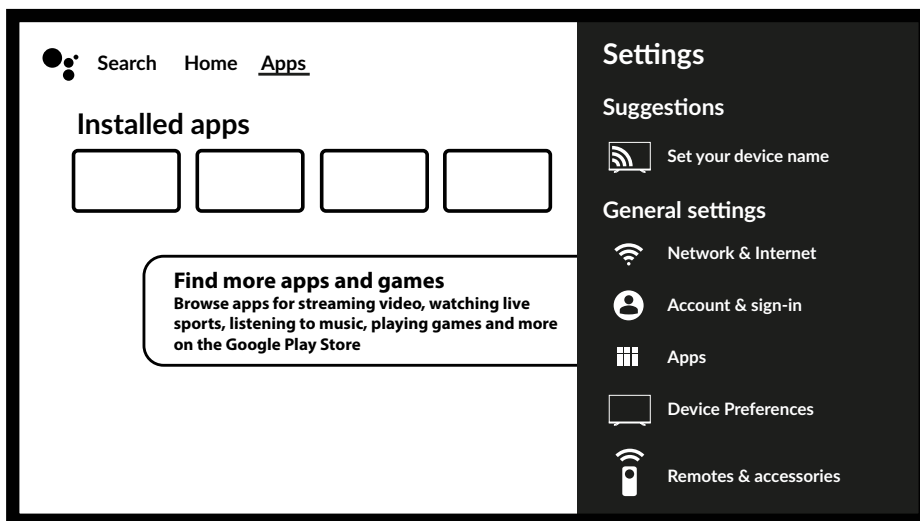 Search Home Apps
Installed apps
Find more apps and games
Browse apps for streaming video, watching live
sports, listening to music, playing games and more
on the Google Play Store
Settings
Suggestions
Set your device name
General settings
Network & Internet
Account & sign-in
Apps
Device Preferences
Remotes & accessories